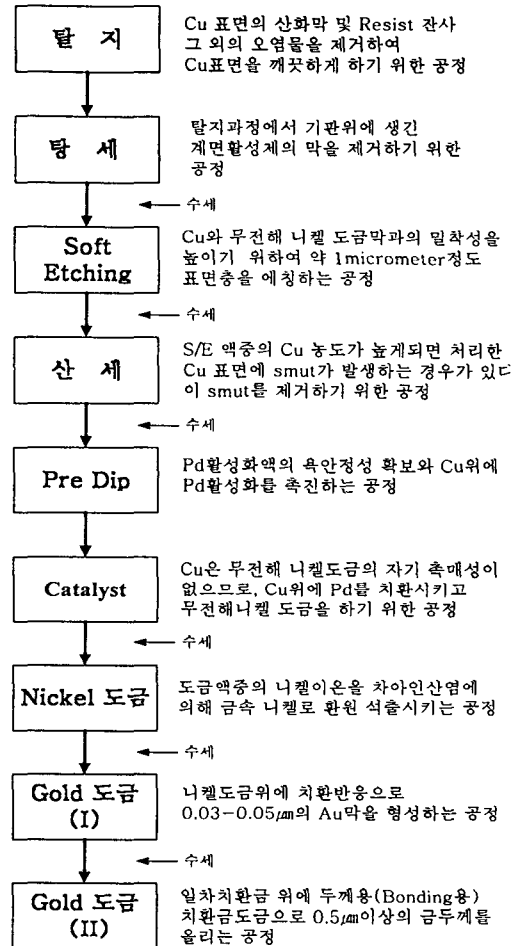 탈 지
Cu 표면의 산화막 및 Resist 잔사
그 외의 오염물을 제거하여
Cu표면을 깨끗하게 하기 위한 공정
탕 세
탈지과정에서 기판위에 생긴
계면활성제의 막을 제거하기 위한
공정
수세
Soft
Etching
Cu와 무전해 니켈 도금막과의 밀착성을
높이기 위하여 약 1micrometer정도
표면층을 에칭하는 공정
수세
산 세
S/E 액중의 Cu 농도가 높게되면 처리한
Cu 표면에 smut가 발생하는 경우가 있다
이 smut를 제거하기 위한 공정
수세
Pre Dip
Pd활성화액의 욕안정성 확보와 Cu위에
Pd활성화를 촉진하는 공정
Catalyst
Cu은 무전해 니켈도금의 자기 촉매성이
없으므로, Cu위에 Pd를 치환시키고
무전해니켈 도금을 하기 위한 공정
수세
Nickel 도금
도금액중의 니켈이온을 차아인산염에
의해 금속 니켈로 환원 석출시키는 공정
수세
Gold 도금
(I)
니켈도금위에 치환반응으로
0.03-0.05㎛의 Au막을 형성하는 공정
수세
Gold 도금
(II)
일차치환금 위에 두께용(Bonding용)
치환금도금으로 0.5㎛이상의 금두께를
올리는 공정